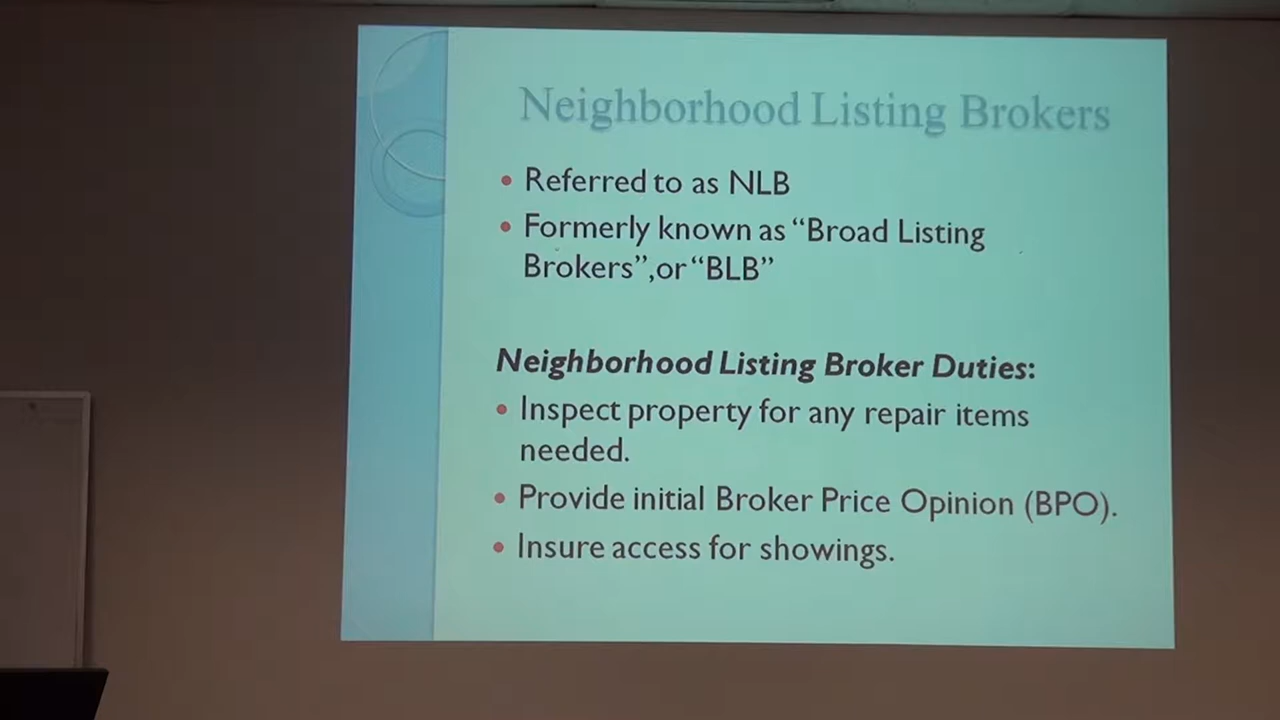 Neighborhood Listing Brokers
• Referred to as NLB
• Formerly known as “Broad Listing
Brokers”,or “BLB”
Neighborhood Listing Broker Duties:
• Inspect property for any repair items
needed.
• Provide initial Broker Price Opinion (BPO).
• Insure access for showings.